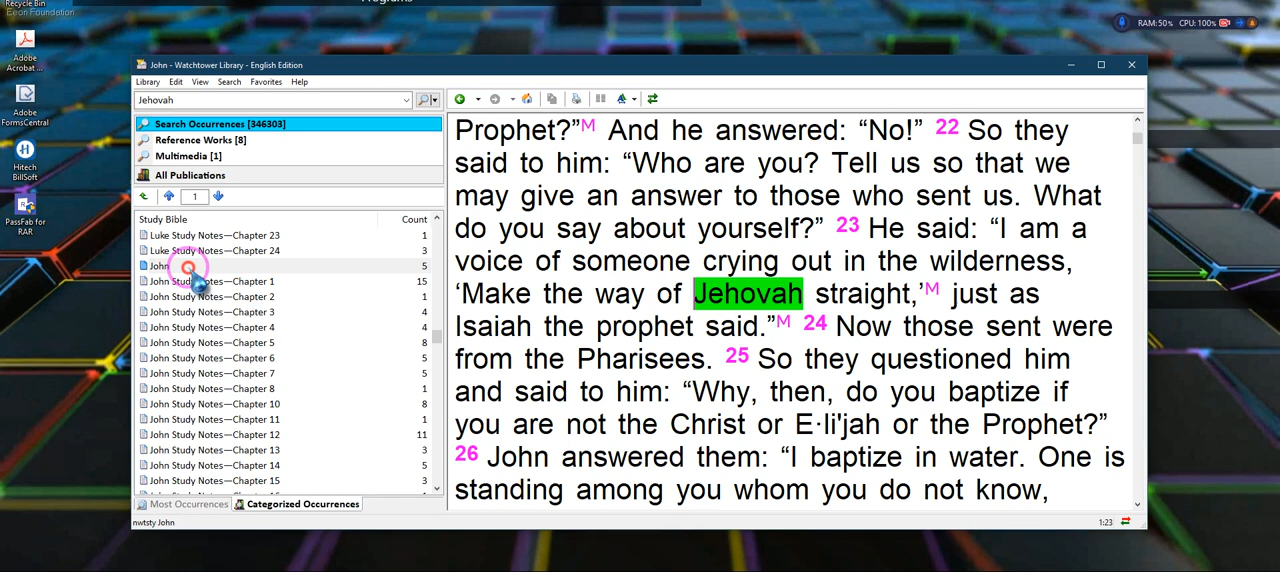 Recycle Bin
Eeon Foundation
Programs
Adobe
Acrobat ...
Adobe
FormsCentral
Hitech
BillSoft
PassFab for
RAR
RAM:50% CPU: 100%
John - Watchtower Library - English Edition
Library Edit View Search Favorites Help
Jehovah
Search Occurrences [346303]
Reference Works [8]
Multimedia [1]
All Publications
1
Study Bible Count
Luke Study Notes—Chapter 23 1
Luke Study Notes—Chapter 24 3
John 5
John Study Notes—Chapter 1 15
John Study Notes—Chapter 2 1
John Study Notes—Chapter 3 4
John Study Notes—Chapter 4 4
John Study Notes—Chapter 5 8
John Study Notes—Chapter 6 5
John Study Notes—Chapter 7 5
John Study Notes—Chapter 8 1
John Study Notes—Chapter 10 8
John Study Notes—Chapter 11 1
John Study Notes—Chapter 12 11
John Study Notes—Chapter 13 3
John Study Notes—Chapter 14 5
John Study Notes—Chapter 15 3
Most Occurrences Categorized Occurrences
nwtsty John
Prophet?”M And he answered: “No!” 22 So they
said to him: “Who are you? Tell us so that we
may give an answer to those who sent us. What
do you say about yourself?” 23 He said: “I am a
voice of someone crying out in the wilderness,
‘Make the way of Jehovah straight,’M just as
Isaiah the prophet said.”M 24 Now those sent were
from the Pharisees. 25 So they questioned him
and said to him: “Why, then, do you baptize if
you are not the Christ or E·liʹjah or the Prophet?”
26 John answered them: “I baptize in water. One is
standing among you whom you do not know,
1:23